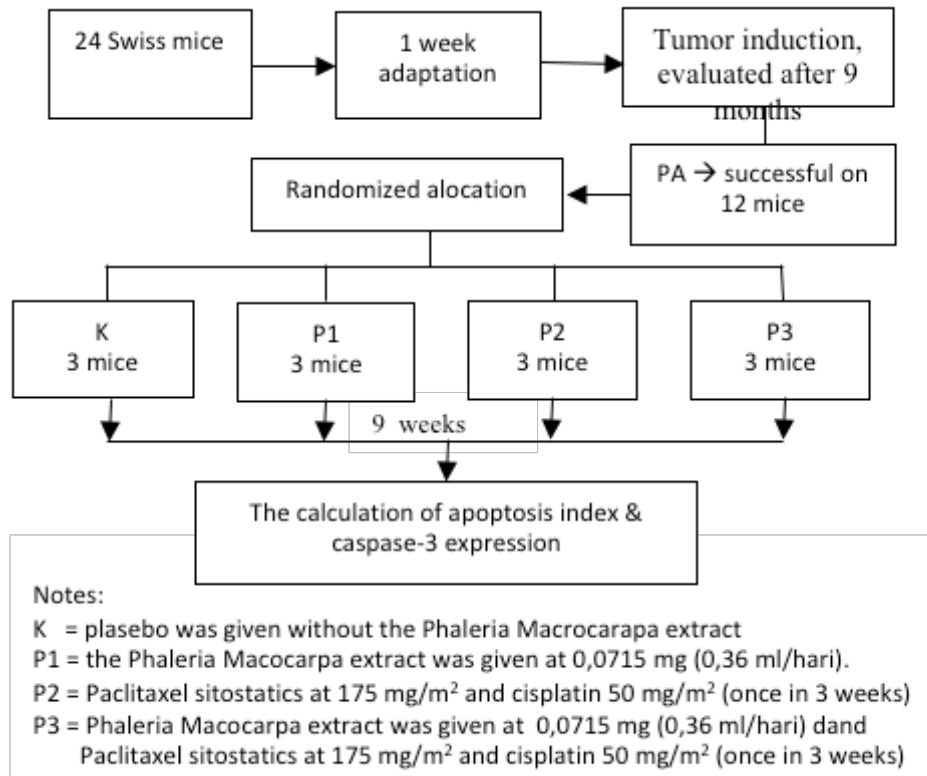 24 Swiss mice
1 week
adaptation
Tumor induction,
evaluated after 9
months
PA → successful on
12 mice
Randomized alocation
K
3 mice
P1
3 mice
P2
3 mice
P3
3 mice
9 weeks
The calculation of apoptosis index &
caspase-3 expression
Notes:
K = plasebo was given without the Phaleria Macrocarapa extract
P1 = the Phaleria Macocarpa extract was given at 0,0715 mg (0,36 ml/hari).
P2 = Paclitaxel sitostatics at 175 mg/m² and cisplatin 50 mg/m² (once in 3 weeks)
P3 = Phaleria Macocarpa extract was given at 0,0715 mg (0,36 ml/hari) dand
Paclitaxel sitostatics at 175 mg/m² and cisplatin 50 mg/m² (once in 3 weeks)